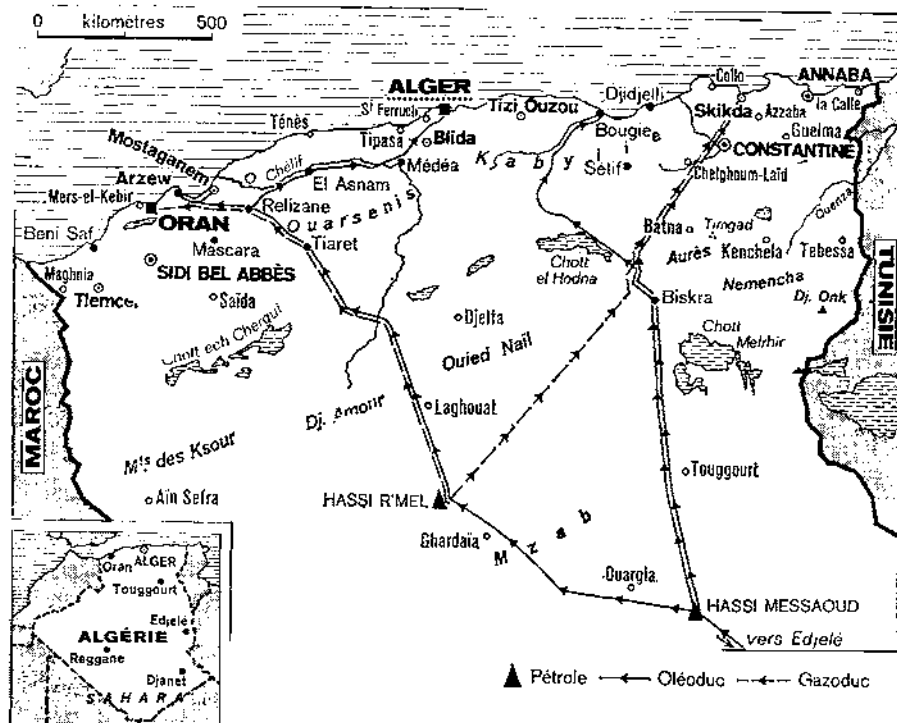 0 kilomètres 500
ALGER
Tizi Ouzou
Djidjelli
Collo
ANNABA
la Calle
Skikda
Azzaba
Guelma
Bougie
CONSTANTINE
Chelghoum-Laïd
Sétif
Kabylie
St Ferruch
Ténès
Tipasa
Blida
Médéa
Mostaganem
Chélif
El Asnam
Arzew
Mers-el-Kebir
ORAN
Relizane
Ouarsenis
Beni Saf
Mascara
Tiaret
SIDI BEL ABBÈS
Maghnia
Tlemcen
Saïda
Chott ech Chergui
Batna
Timgad
Ouenza
Aurès
Kenchela
Tebessa
Chott
el Hodna
Nemencha
Biskra
Dj. Onk
TUNISIE
Djelfa
Chott
Melrhir
Ouled Naïl
MAROC
Dj. Amour
Laghouat
Mts des Ksour
Touggourt
Aïn Sefra
HASSI R'MEL
Ghardaïa
Mzab
Ouargla
HASSI MESSAOUD
vers Edjelé
Oran
ALGER
Touggourt
Edjelé
ALGÉRIE
Reggane
Djanet
SAHARA
Pétrole
Oléoduc
Gazoduc